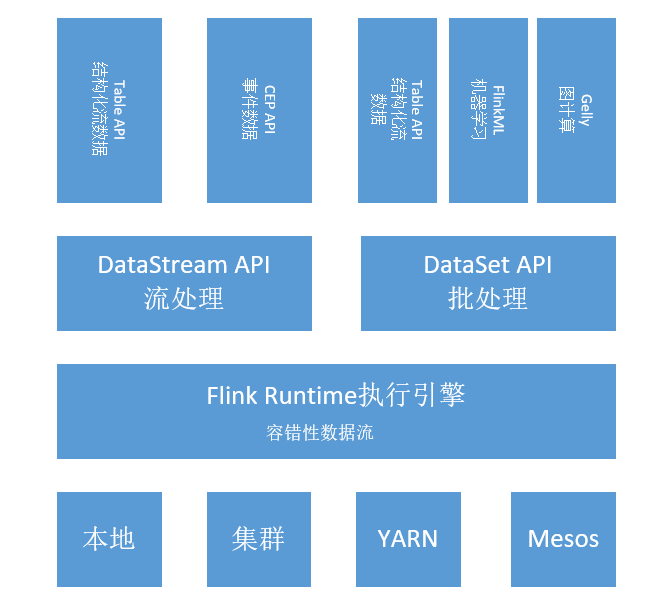 Table API
结构化流数据
CEP API
事件数据
Table API
结构化流
数据
FlinkML
机器学习
Gelly
图计算
DataStream API
流处理
DataSet API
批处理
Flink Runtime执行引擎
容错性数据流
本地
集群
YARN
Mesos